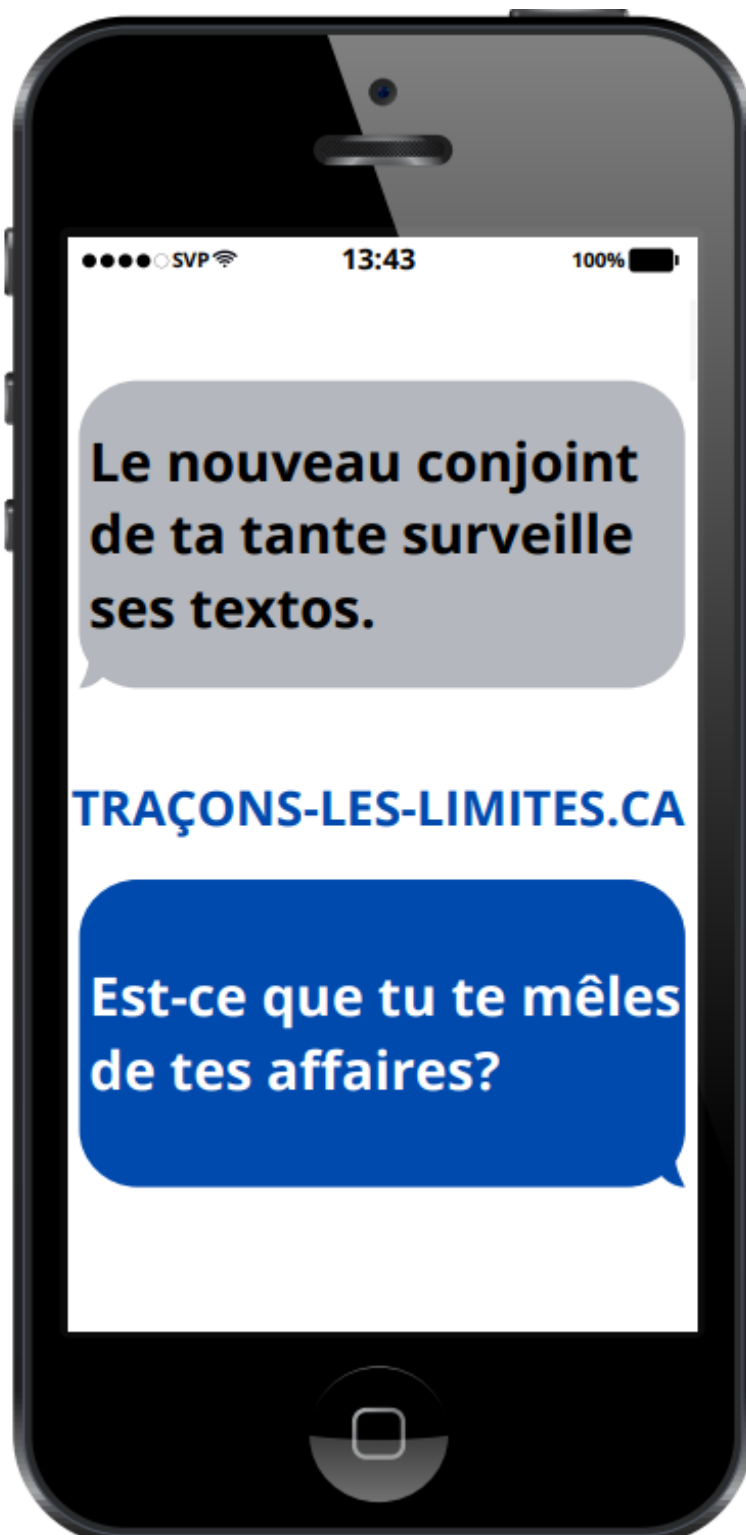 SVP 13:43 100%
Le nouveau conjoint
de ta tante surveille
ses textos.
TRAÇONS-LES-LIMITES.CA
Est-ce que tu te mêles
de tes affaires?